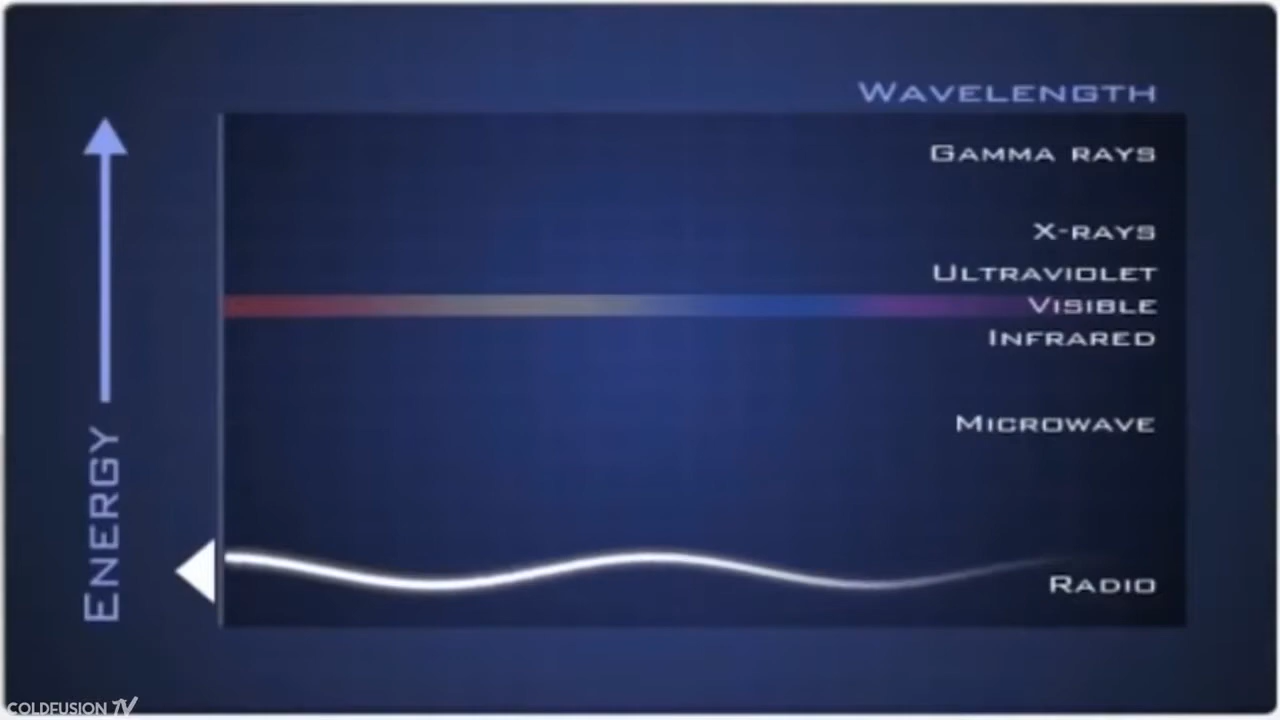 WAVELENGTH
GAMMA RAYS
X-RAYS
ULTRAVIOLET
VISIBLE
INFRARED
MICROWAVE
RADIO
ENERGY
COLDFUSION TV